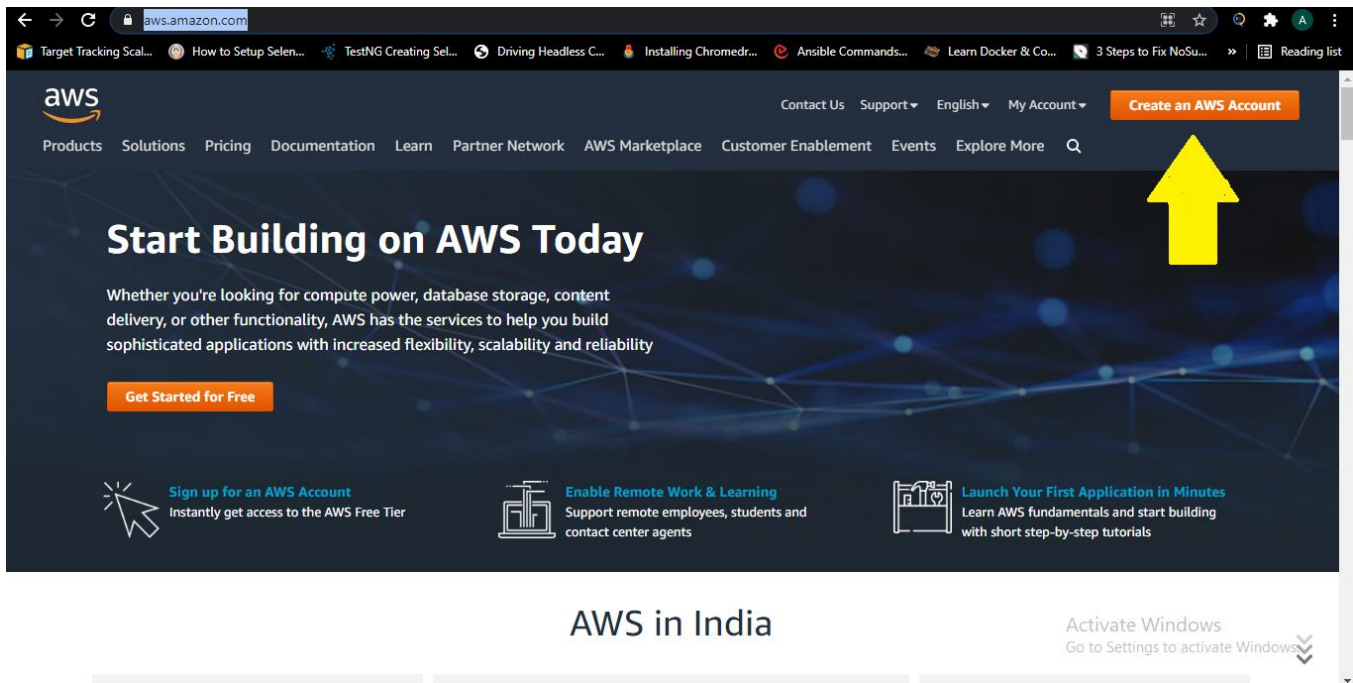 aws.amazon.com
Target Tracking Scal... How to Setup Selen... TestNG Creating Sel... Driving Headless C... Installing Chromedr... Ansible Commands... Learn Docker & Co... 3 Steps to Fix NoSu... » Reading list
A
aws
Contact Us Support English My Account Create an AWS Account
Products Solutions Pricing Documentation Learn Partner Network AWS Marketplace Customer Enablement Events Explore More
Start Building on AWS Today
Whether you're looking for compute power, database storage, content
delivery, or other functionality, AWS has the services to help you build
sophisticated applications with increased flexibility, scalability and reliability
Get Started for Free
Sign up for an AWS Account
Instantly get access to the AWS Free Tier
Enable Remote Work & Learning
Support remote employees, students and
contact center agents
Launch Your First Application in Minutes
Learn AWS fundamentals and start building
with short step-by-step tutorials
AWS in India
Activate Windows
Go to Settings to activate Windows